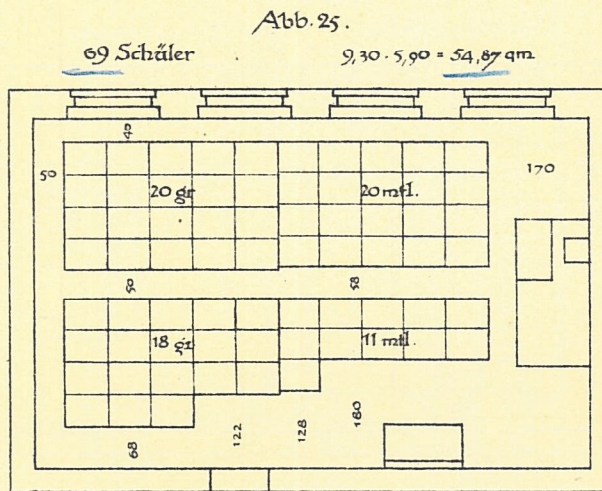 Abb. 25.
69 Schüler 9,30 · 5,90 = 54,87 qm
40
50 20 gr 20 mtl. 170
50 58
18 gr 11 mtl.
68 122 128 180